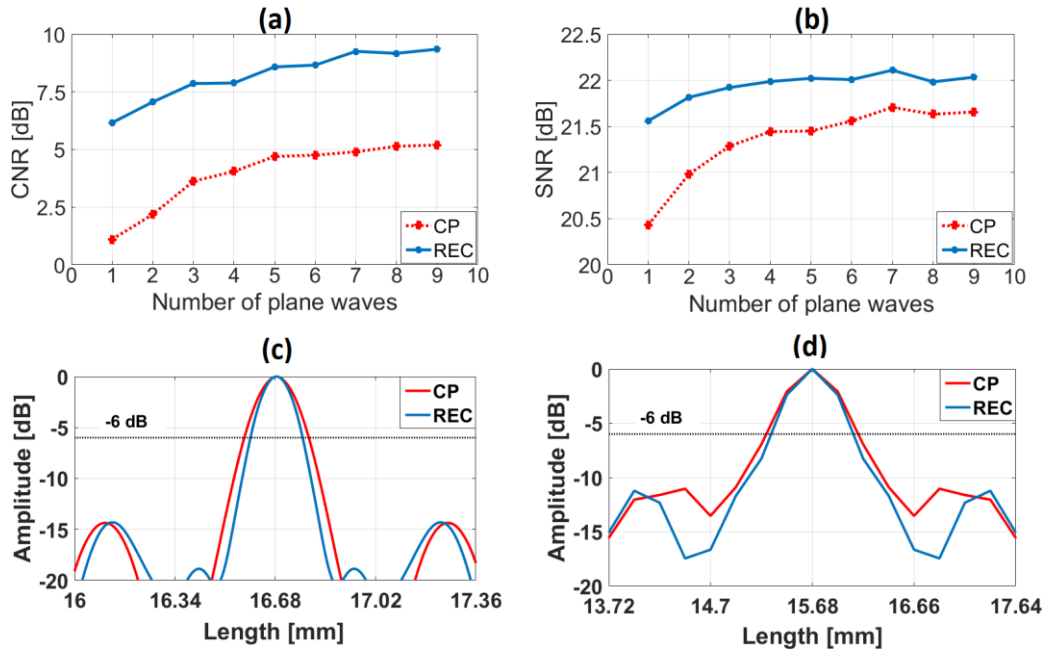 (a)
CNR [dB]
10
7.5
5
2.5
0
0 1 2 3 4 5 6 7 8 9 10
Number of plane waves
CP
REC
(b)
SNR [dB]
22.5
22
21.5
21
20.5
20
0 1 2 3 4 5 6 7 8 9 10
Number of plane waves
CP
REC
(c)
Amplitude [dB]
0
-5
-10
-15
-20
-6 dB
CP
REC
16 16.34 16.68 17.02 17.36
Length [mm]
(d)
Amplitude [dB]
0
-5
-10
-15
-20
-6 dB
CP
REC
13.72 14.7 15.68 16.66 17.64
Length [mm]